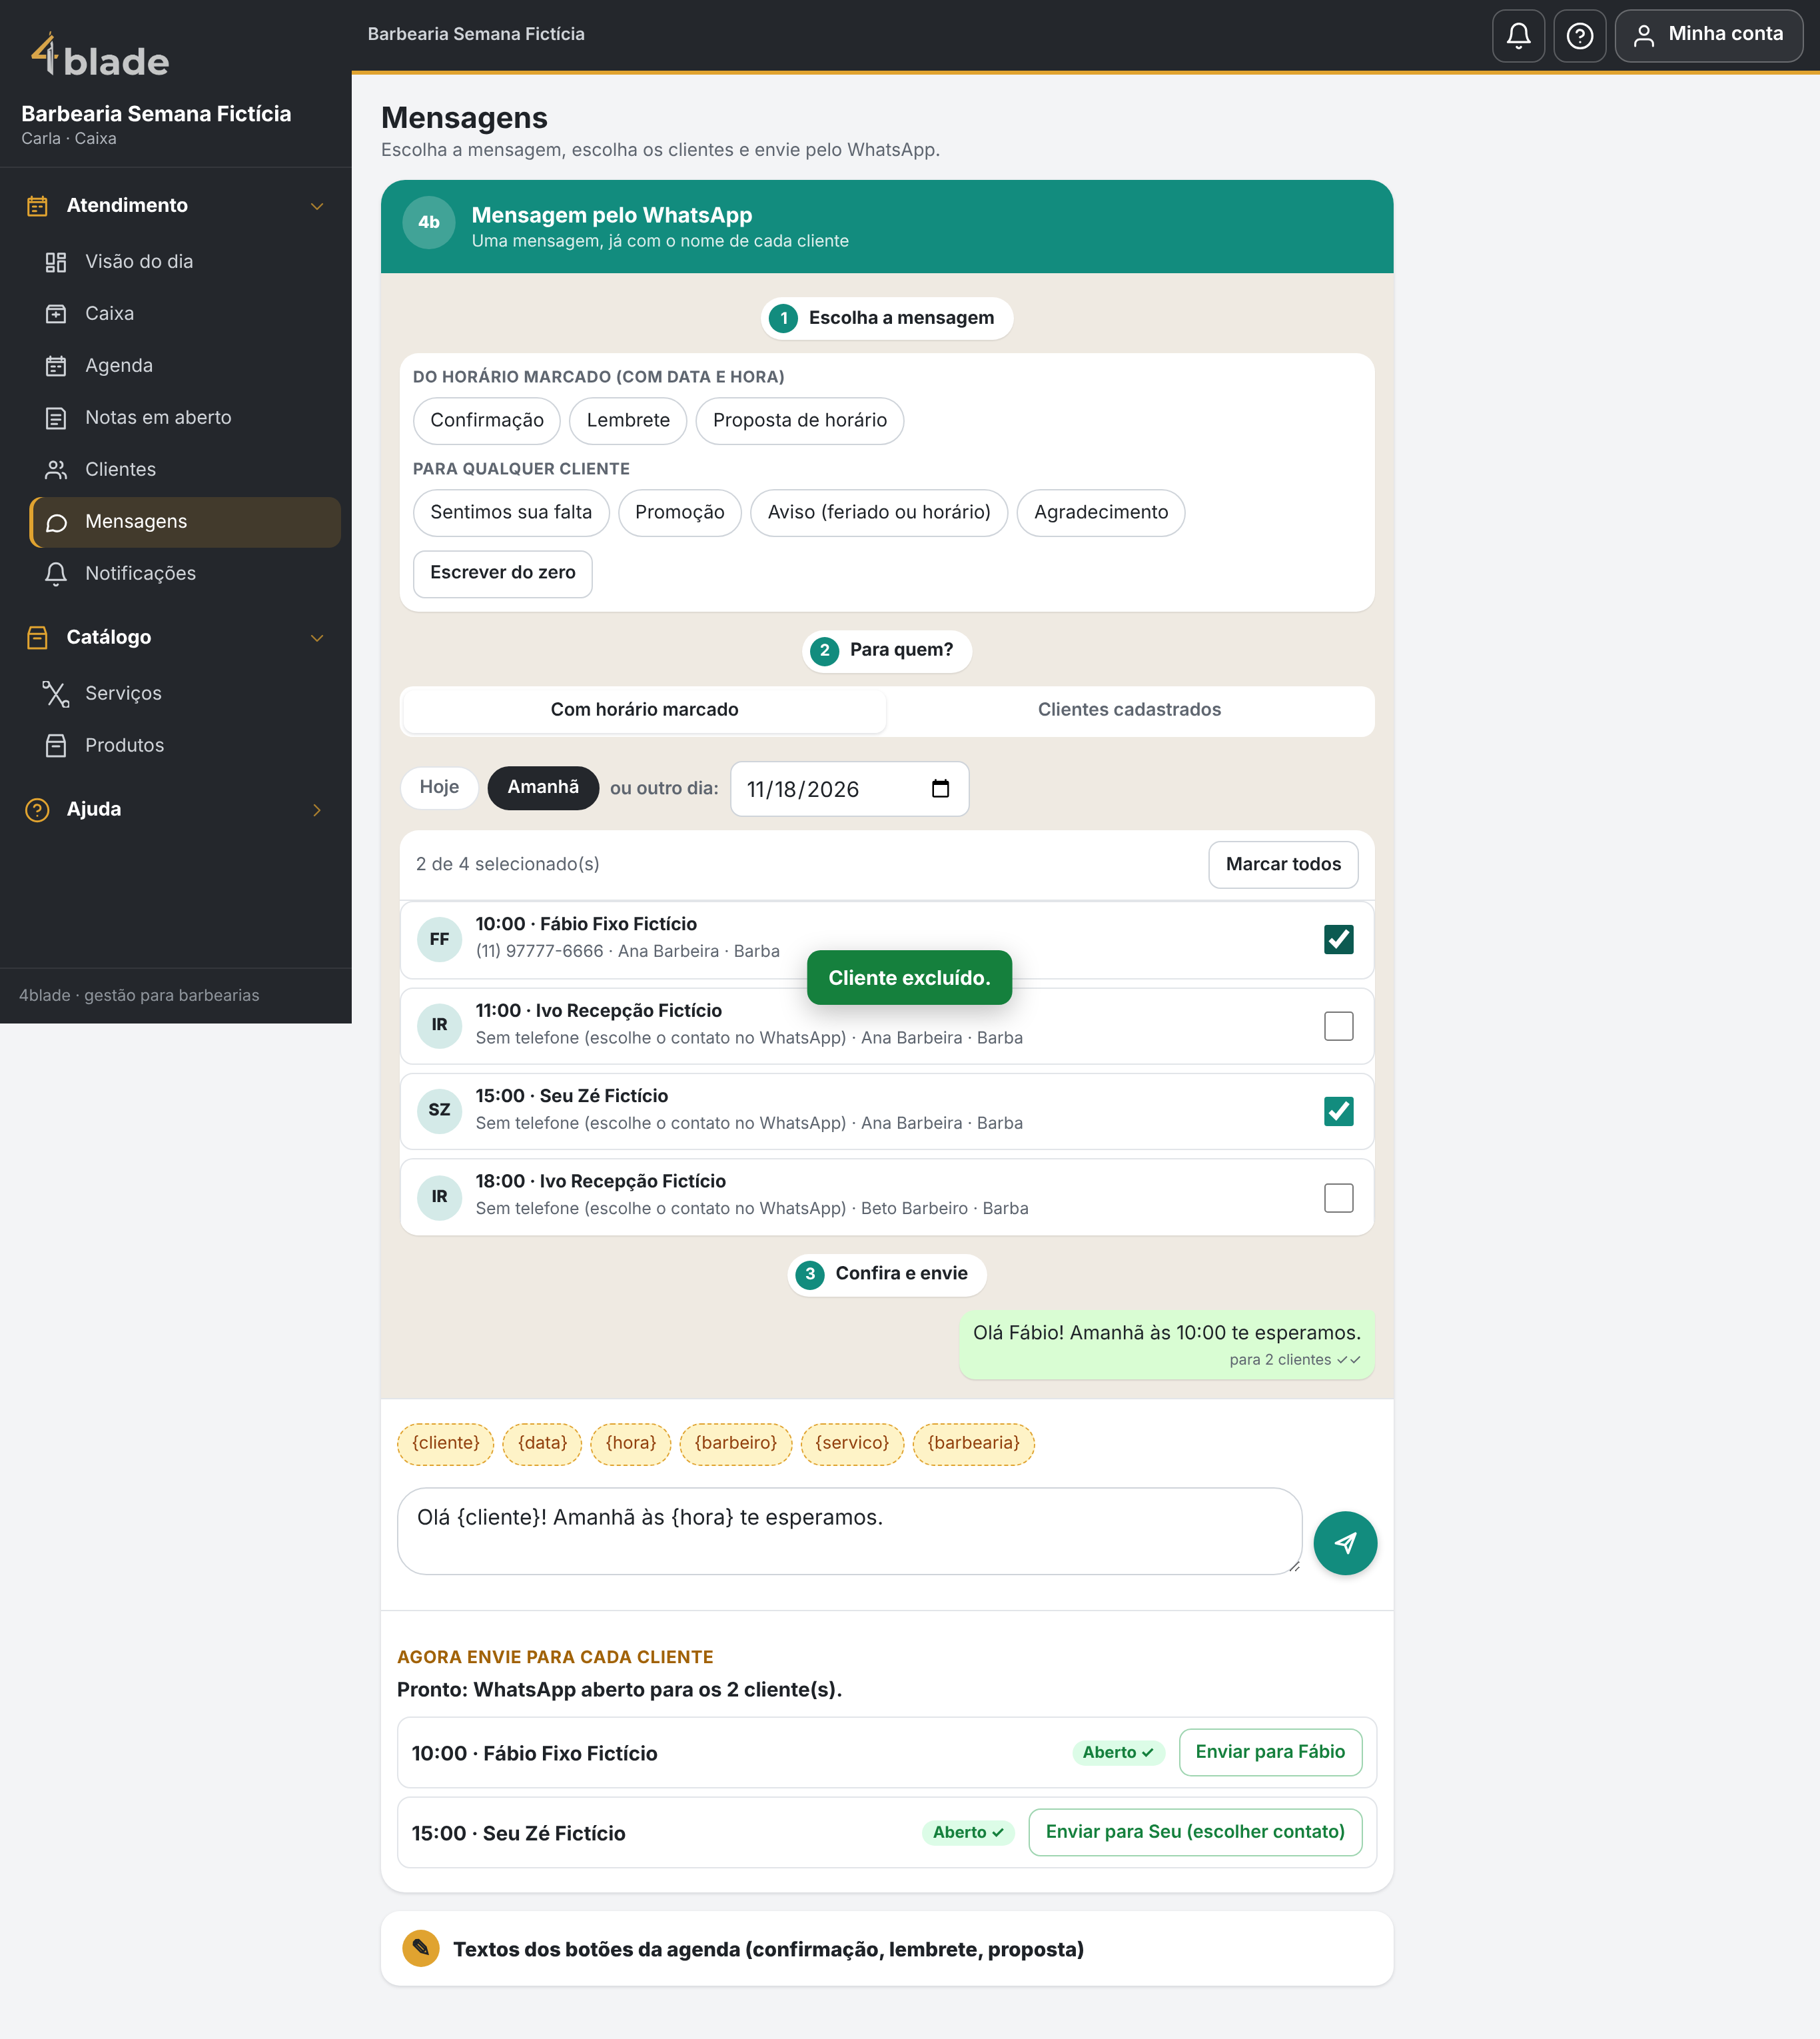 4blade
Barbearia Semana Fictícia
Carla · Caixa
Atendimento
Visão do dia
Caixa
Agenda
Notas em aberto
Clientes
Mensagens
Notificações
Catálogo
Serviços
Produtos
Ajuda
4blade · gestão para barbearias
Barbearia Semana Fictícia
Minha conta
Mensagens
Escolha a mensagem, escolha os clientes e envie pelo WhatsApp.
4b
Mensagem pelo WhatsApp
Uma mensagem, já com o nome de cada cliente
1 Escolha a mensagem
DO HORÁRIO MARCADO (COM DATA E HORA)
Confirmação Lembrete Proposta de horário
PARA QUALQUER CLIENTE
Sentimos sua falta Promoção Aviso (feriado ou horário) Agradecimento
Escrever do zero
2 Para quem?
Com horário marcado Clientes cadastrados
Hoje Amanhã ou outro dia: 11/18/2026
2 de 4 selecionado(s) Marcar todos
FF
10:00 · Fábio Fixo Fictício
(11) 97777-6666 · Ana Barbeira · Barba
Cliente excluído.
IR
11:00 · Ivo Recepção Fictício
Sem telefone (escolhe o contato no WhatsApp) · Ana Barbeira · Barba
SZ
15:00 · Seu Zé Fictício
Sem telefone (escolhe o contato no WhatsApp) · Ana Barbeira · Barba
IR
18:00 · Ivo Recepção Fictício
Sem telefone (escolhe o contato no WhatsApp) · Beto Barbeiro · Barba
3 Confira e envie
Olá Fábio! Amanhã às 10:00 te esperamos.
para 2 clientes ✓✓
{cliente} {data} {hora} {barbeiro} {servico} {barbearia}
Olá {cliente}! Amanhã às {hora} te esperamos.
AGORA ENVIE PARA CADA CLIENTE
Pronto: WhatsApp aberto para os 2 cliente(s).
10:00 · Fábio Fixo Fictício Aberto ✓ Enviar para Fábio
15:00 · Seu Zé Fictício Aberto ✓ Enviar para Seu (escolher contato)
Textos dos botões da agenda (confirmação, lembrete, proposta)